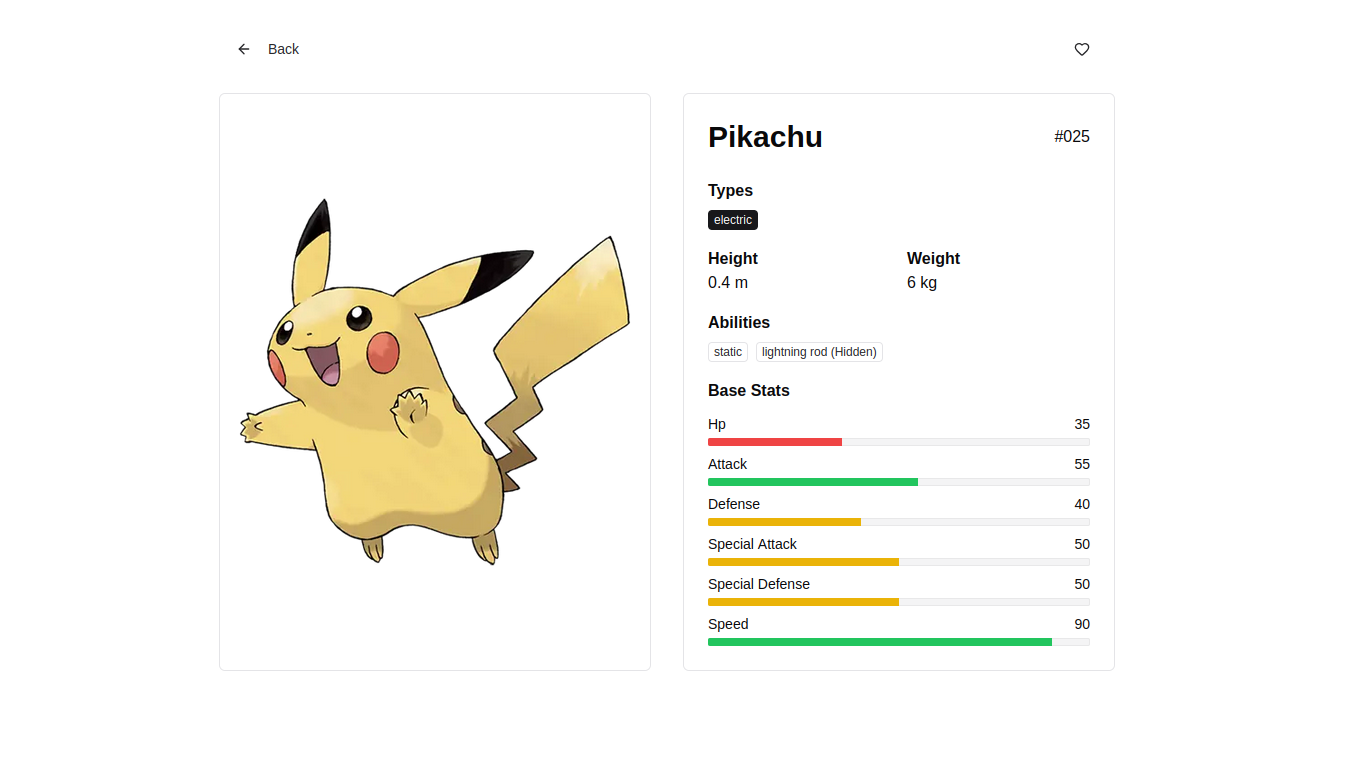 Back
Pikachu #025
Types
electric
Height Weight
0.4 m 6 kg
Abilities
static lightning rod (Hidden)
Base Stats
Hp 35
Attack 55
Defense 40
Special Attack 50
Special Defense 50
Speed 90